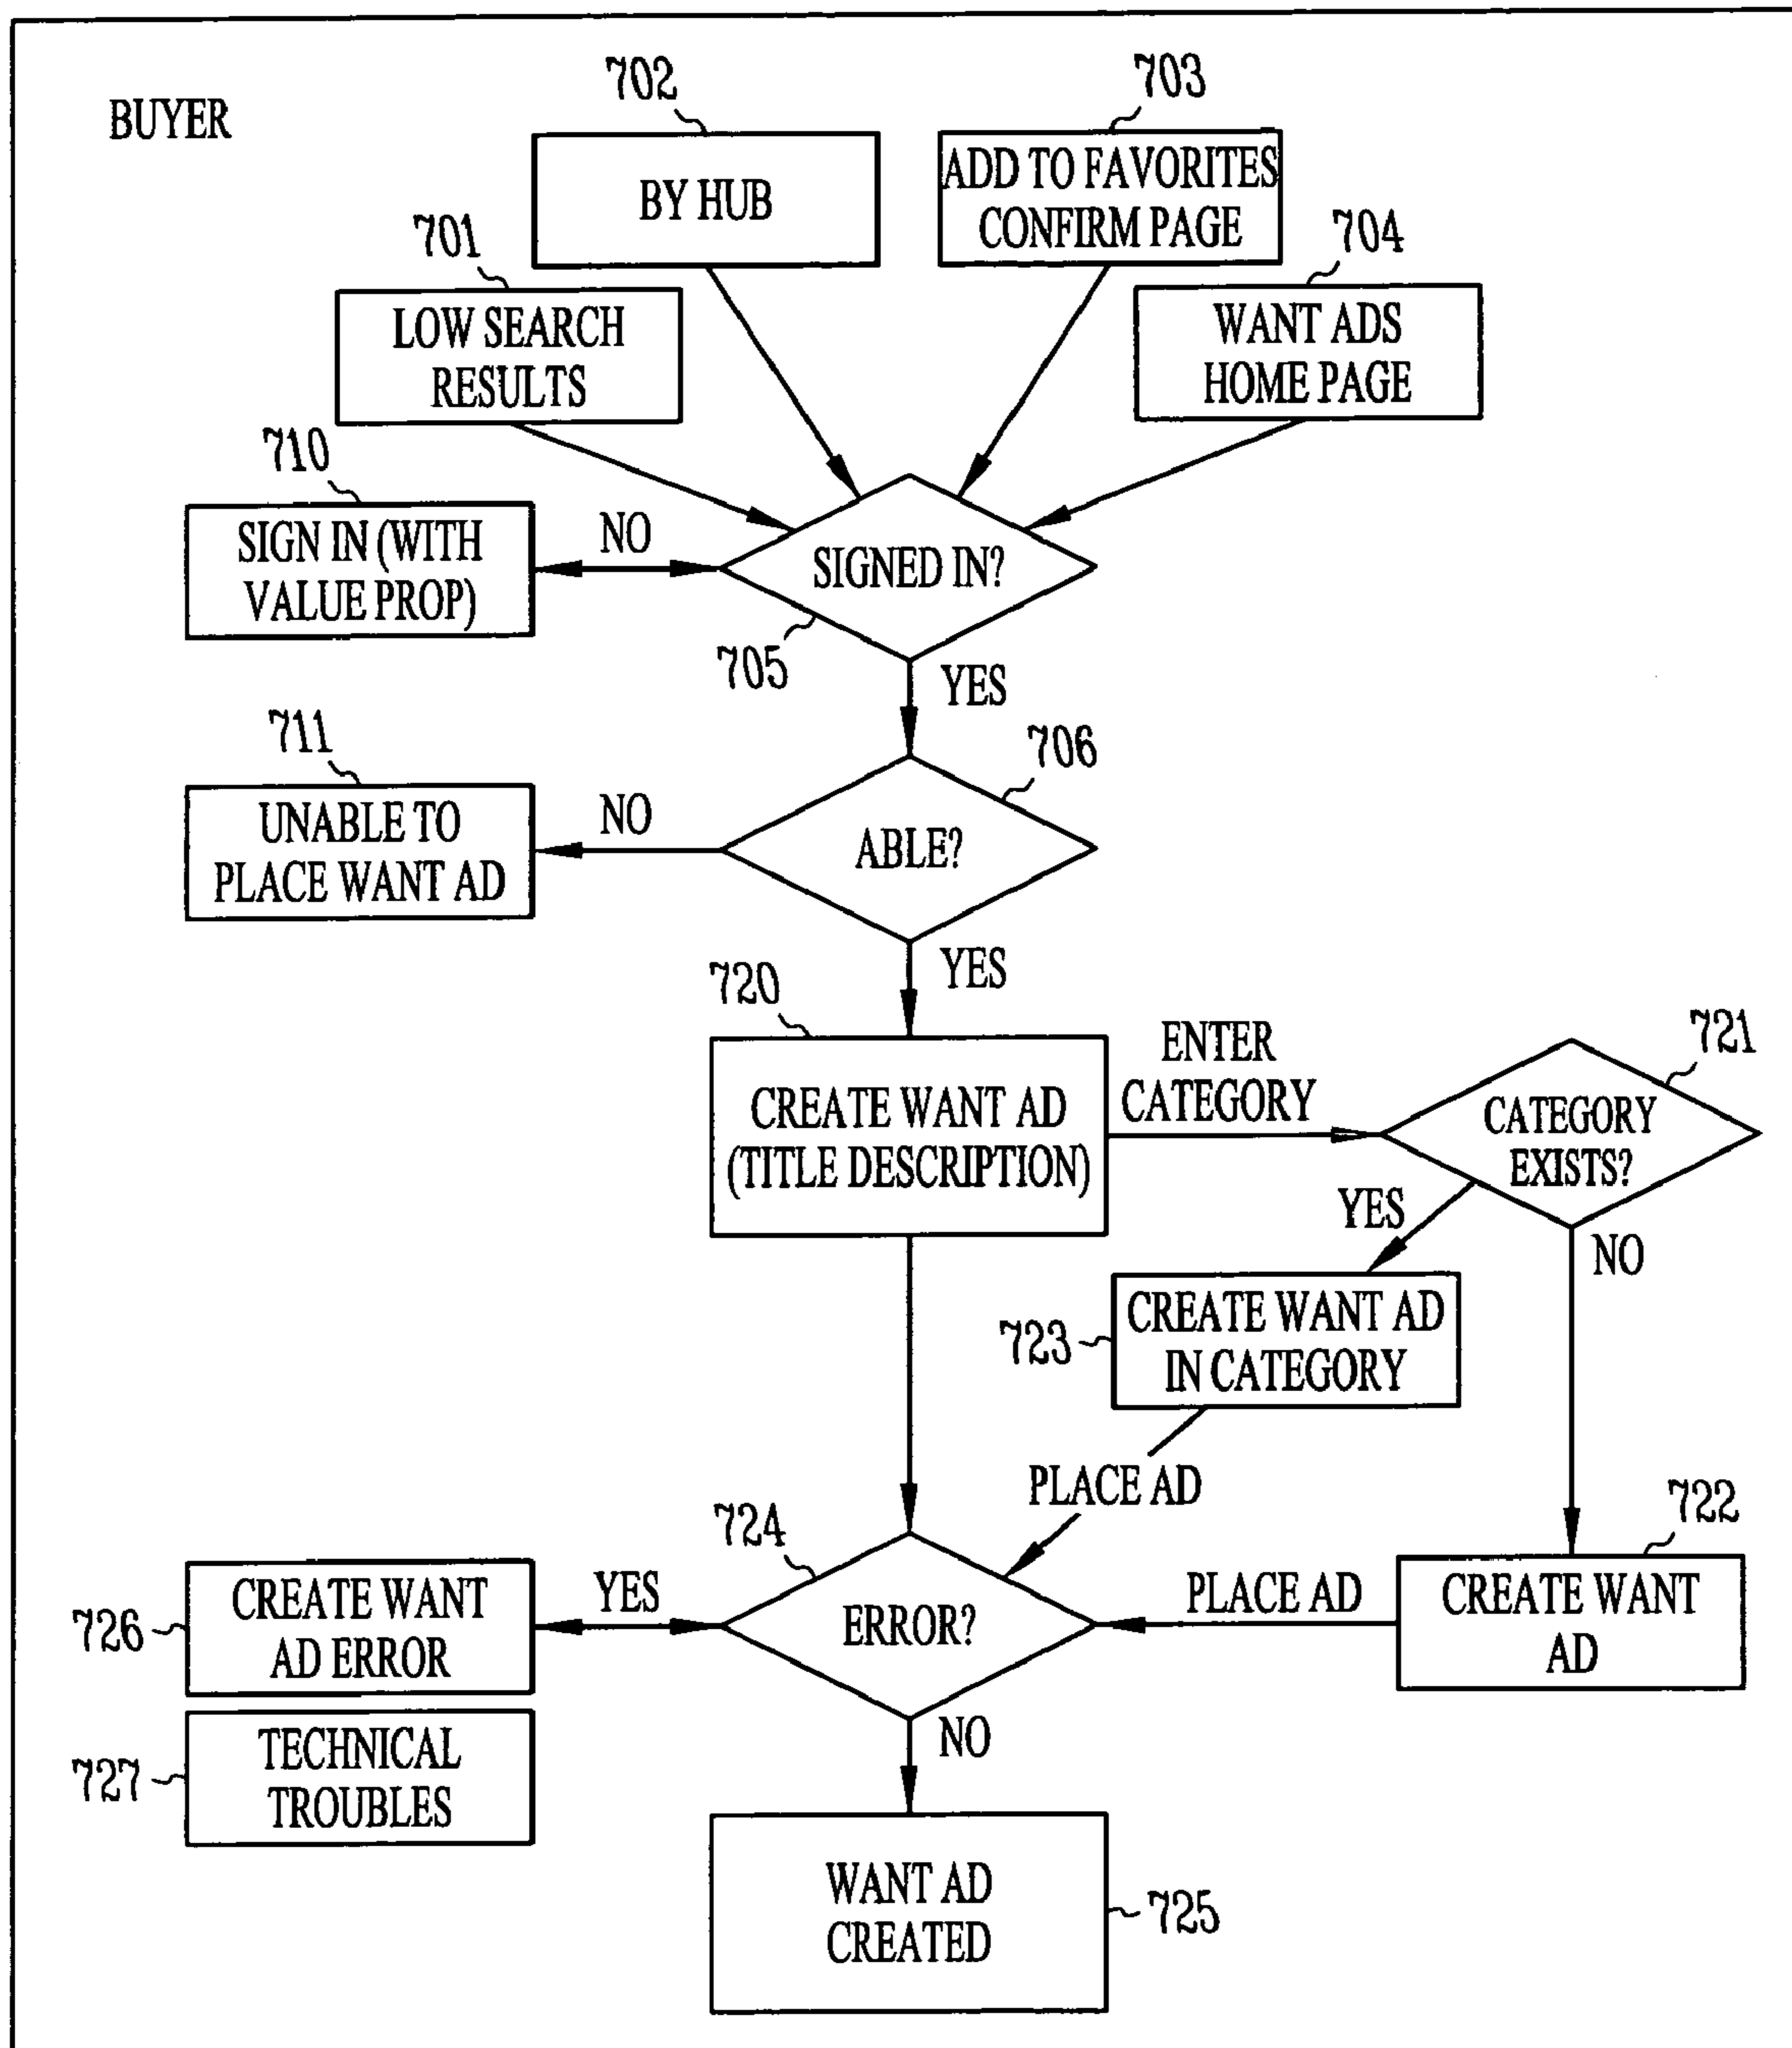 BUYER
702
BY HUB
703
ADD TO FAVORITES
CONFIRM PAGE
701
LOW SEARCH
RESULTS
704
WANT ADS
HOME PAGE
710
SIGN IN (WITH
VALUE PROP)
NO
SIGNED IN?
705
YES
711
UNABLE TO
PLACE WANT AD
NO
706
ABLE?
YES
720
CREATE WANT AD
(TITLE DESCRIPTION)
ENTER
CATEGORY
721
CATEGORY
EXISTS?
YES
NO
723
CREATE WANT AD
IN CATEGORY
PLACE AD
722
CREATE WANT
AD
PLACE AD
724
ERROR?
YES
726
CREATE WANT
AD ERROR
727
TECHNICAL
TROUBLES
NO
WANT AD
CREATED
725